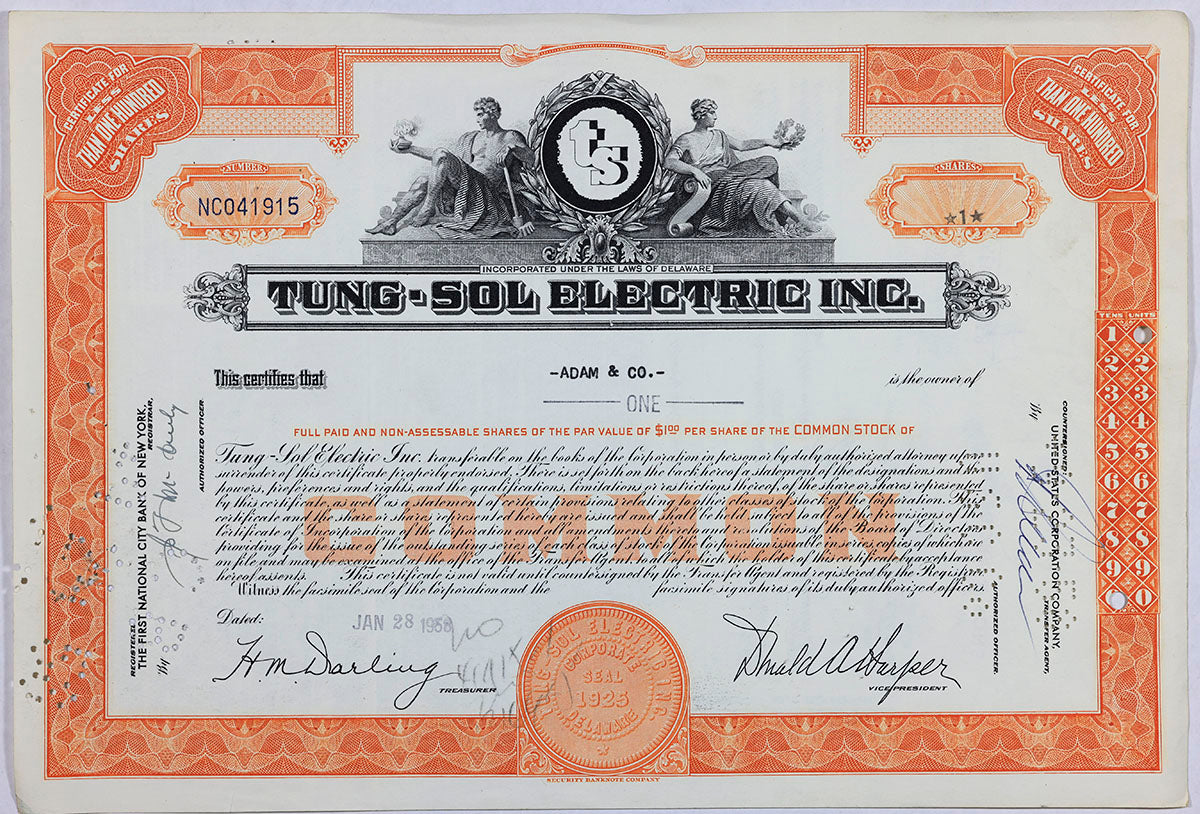 CERTIFICATE FOR
LESS
THAN ONE HUNDRED
SHARES
CERTIFICATE FOR
LESS
THAN ONE HUNDRED
SHARES
ts
NUMBER
NC041915
SHARES
★1★
INCORPORATED UNDER THE LAWS OF DELAWARE
TUNG-SOL ELECTRIC INC.
This certifies that
-ADAM & CO.-
is the owner of
ONE
FULL PAID AND NON-ASSESSABLE SHARES OF THE PAR VALUE OF $1.00 PER SHARE OF THE COMMON STOCK OF
Tung-Sol Electric Inc. transferable on the books of the Corporation in person or by duly authorized attorney upon
surrender of this certificate properly endorsed. There is set forth on the back hereof a statement of the designations and
powers, preferences and rights, and the qualifications, limitations or restrictions thereof, of the share or shares represented
by this certificate, as well as a statement of certain provisions relating to other classes of stock of the Corporation. This
certificate and the share or shares represented hereby are issued and shall be held subject to all of the provisions of the
Certificate of Incorporation of the Corporation and all amendments thereof and resolutions of the Board of Directors
providing for the issue of the outstanding series of each class of stock of the Corporation (copies of which are
on file and may be examined at the office of the Transfer Agent), to all of which the holder of this certificate by acceptance
hereof assents. This certificate is not valid until countersigned by the Transfer Agent and registered by the Registrar.
Witness the facsimile seal of the Corporation and the facsimile signatures of its duly authorized officers.
COMMON
Dated:
JAN 28 1958
H M Darling
TREASURER
Donald A Harper
VICE PRESIDENT
TUNG-SOL ELECTRIC INC.
CORPORATE
SEAL
1925
DELAWARE
SECURITY BANKNOTE COMPANY
REGISTERED
THE FIRST NATIONAL CITY BANK OF NEW YORK,
REGISTRAR,
By
AUTHORIZED OFFICER
COUNTERSIGNED
UNITED STATES CORPORATION COMPANY,
TRANSFER AGENT,
By
AUTHORIZED OFFICER
TENS UNITS
1 1
2 2
3 3
4 4
5 5
6 6
7 7
8 8
9 9
0